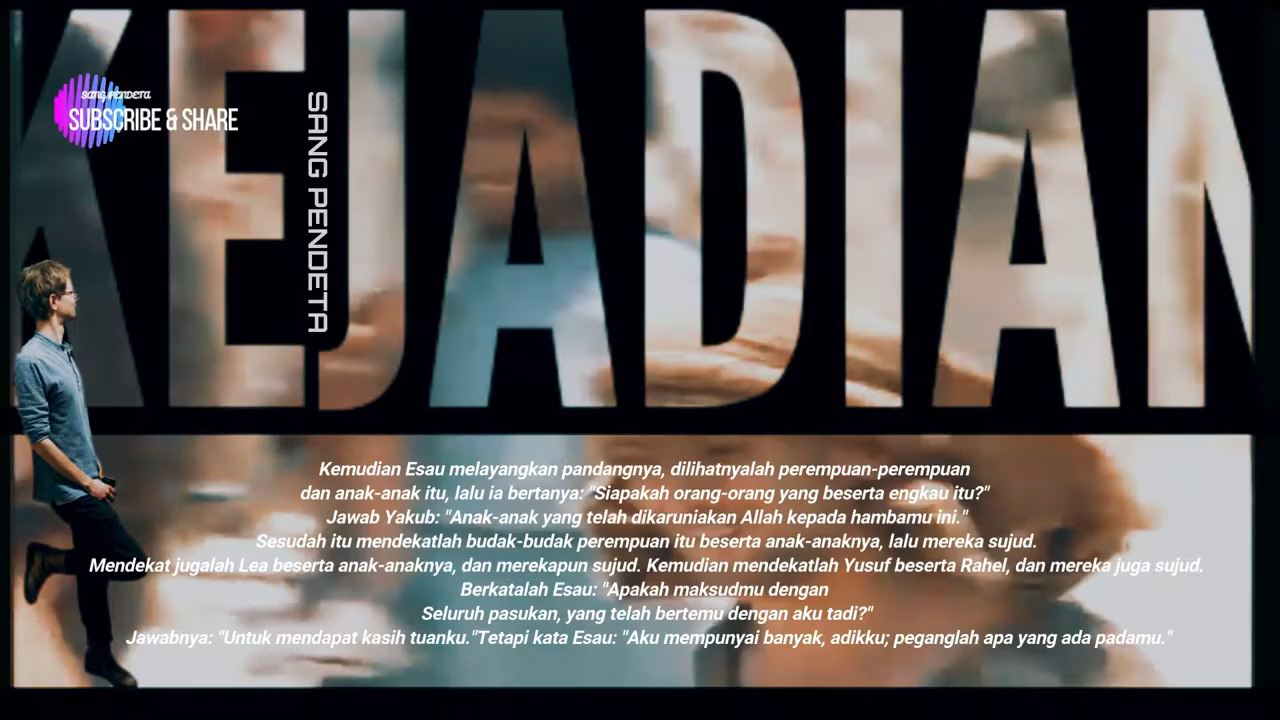 KEJADIAN
sang pendeta
SUBSCRIBE & SHARE
SANG PENDETA
Kemudian Esau melayangkan pandangnya, dilihatnyalah perempuan-perempuan
dan anak-anak itu, lalu ia bertanya: "Siapakah orang-orang yang beserta engkau itu?"
Jawab Yakub: "Anak-anak yang telah dikaruniakan Allah kepada hambamu ini."
Sesudah itu mendekatlah budak-budak perempuan itu beserta anak-anaknya, lalu mereka sujud.
Mendekat jugalah Lea beserta anak-anaknya, dan merekapun sujud. Kemudian mendekatlah Yusuf beserta Rahel, dan mereka juga sujud.
Berkatalah Esau: "Apakah maksudmu dengan
Seluruh pasukan, yang telah bertemu dengan aku tadi?"
Jawabnya: "Untuk mendapat kasih tuanku."Tetapi kata Esau: "Aku mempunyai banyak, adikku; peganglah apa yang ada padamu."